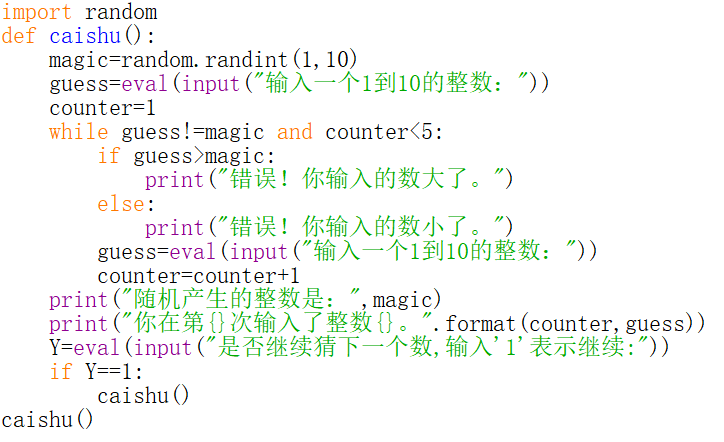 import random
def caishu():
    magic=random.randint(1,10)
    guess=eval(input("输入一个1到10的整数："))
    counter=1
    while guess!=magic and counter<5:
        if guess>magic:
            print("错误！你输入的数大了。")
        else:
            print("错误！你输入的数小了。")
        guess=eval(input("输入一个1到10的整数："))
        counter=counter+1
    print("随机产生的整数是：",magic)
    print("你在第{}次输入了整数{}。".format(counter,guess))
    Y=eval(input("是否继续猜下一个数,输入'1'表示继续:"))
    if Y==1:
        caishu()
caishu()